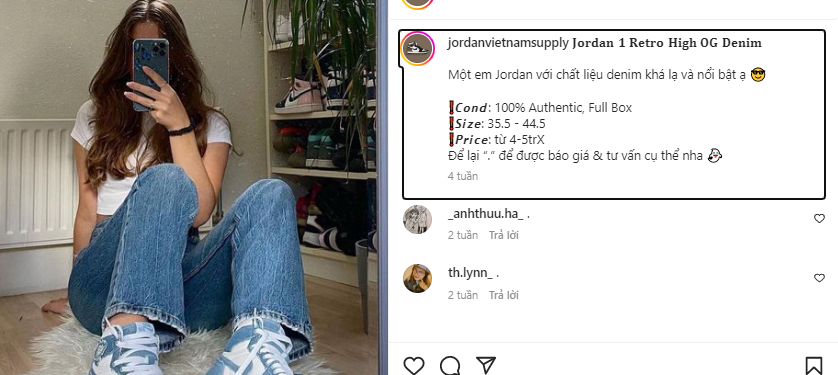 jordanvietnamsupply Jordan 1 Retro High OG Denim
Một em Jordan với chất liệu denim khá lạ và nổi bật ạ 😎
❗Cond: 100% Authentic, Full Box
❗Size: 35.5 - 44.5
❗Price: từ 4-5trX
Để lại “.” để được báo giá & tư vấn cụ thể nha 👻
4 tuần
_anhthuu.ha_ .
2 tuần Trả lời
th.lynn_ .
2 tuần Trả lời